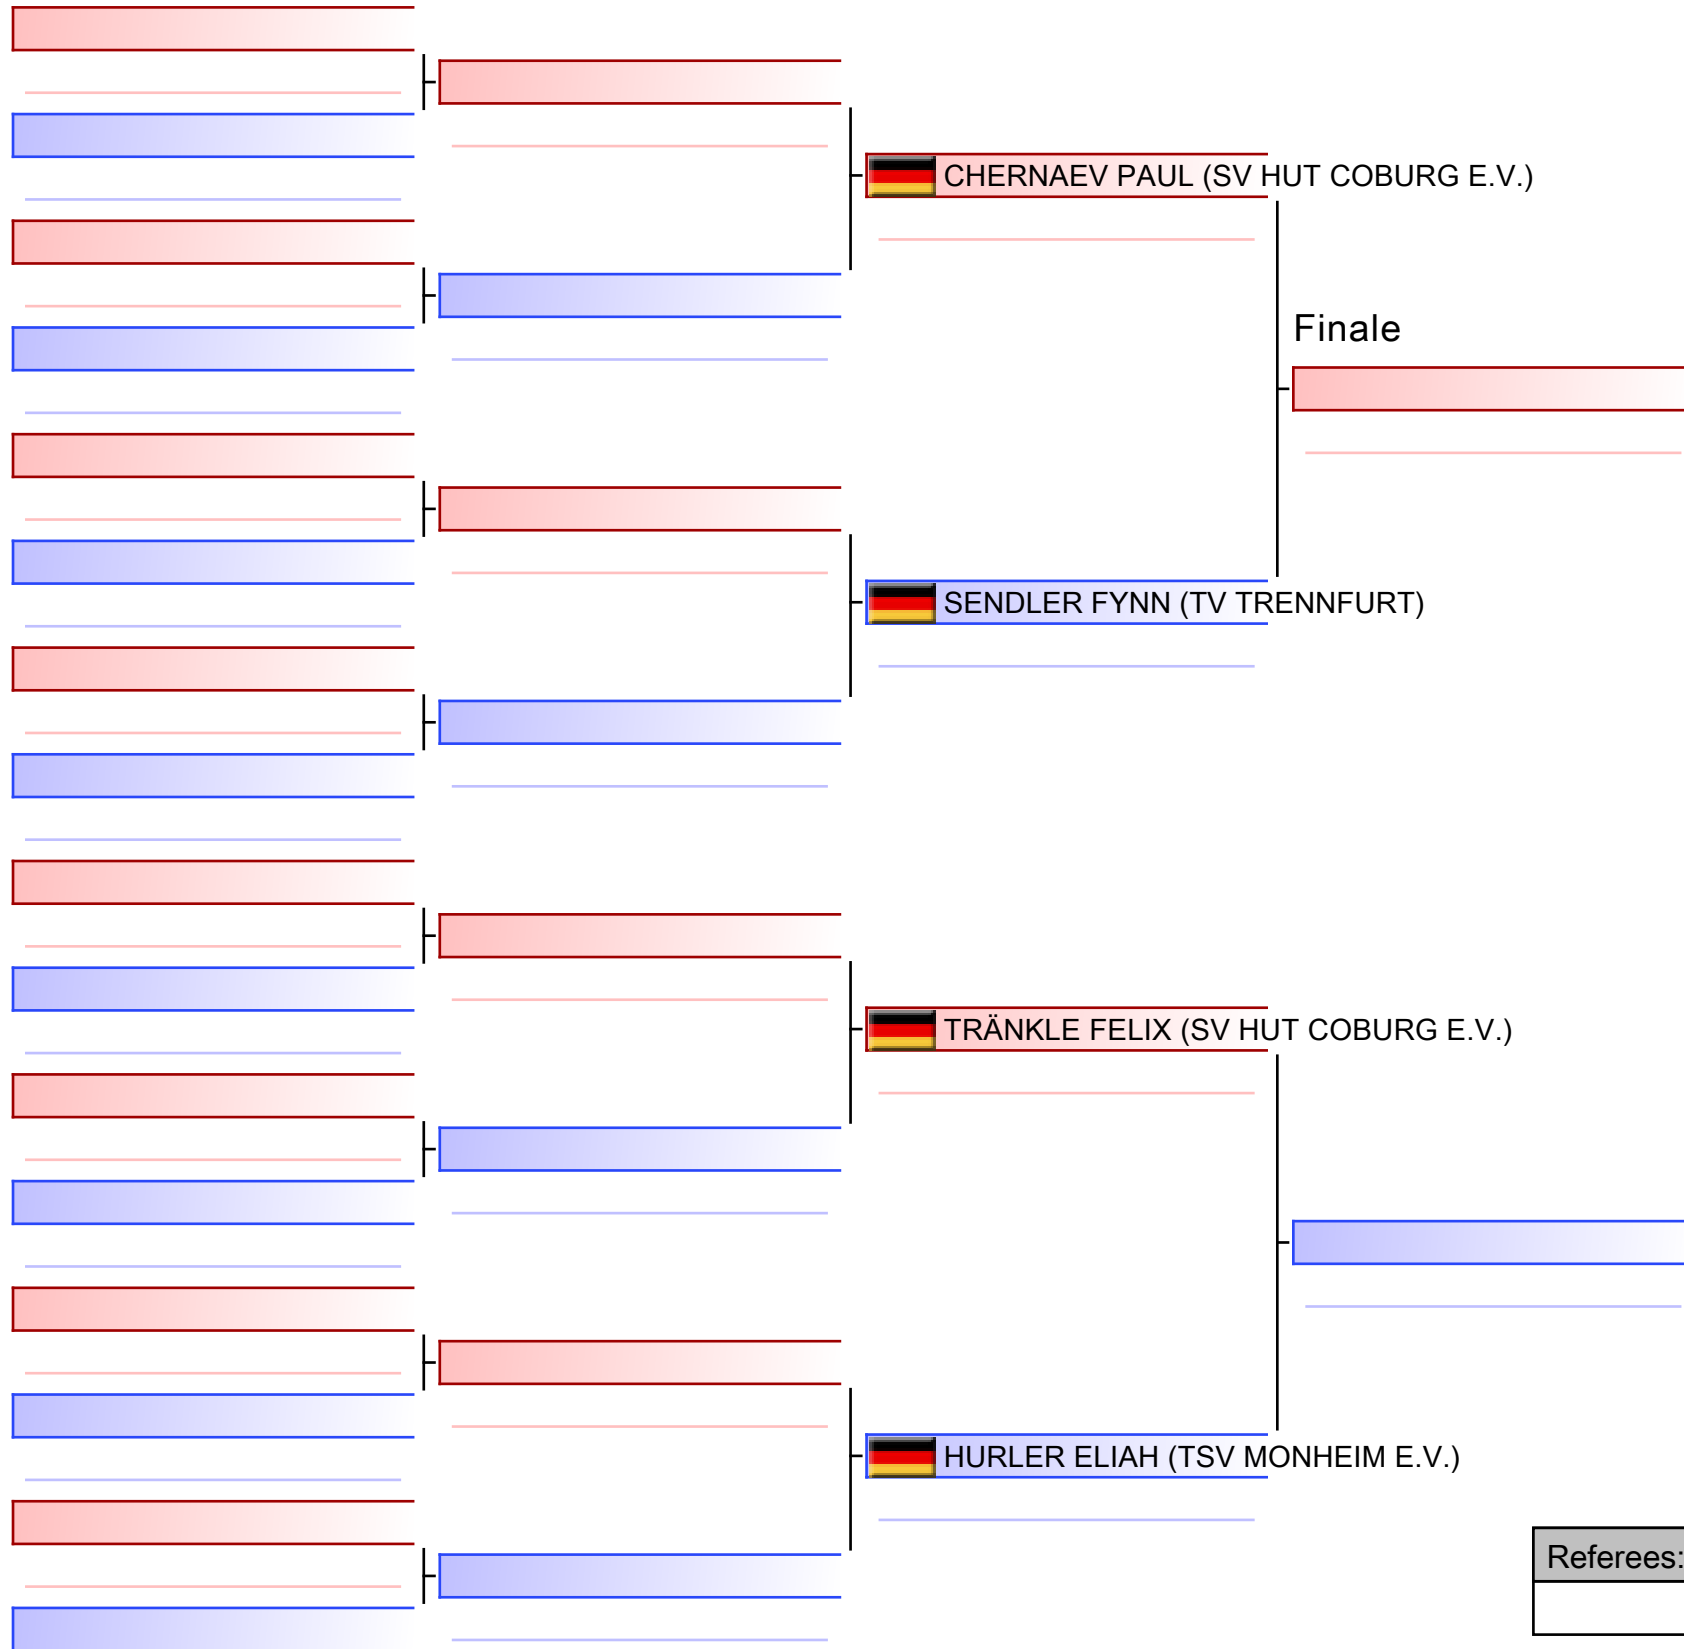 CHERNAEV PAUL (SV HUT COBURG E.V.)
Finale
SENDLER FYNN (TV TRENNFURT)
TRÄNKLE FELIX (SV HUT COBURG E.V.)
HURLER ELIAH (TSV MONHEIM E.V.)
Referees: